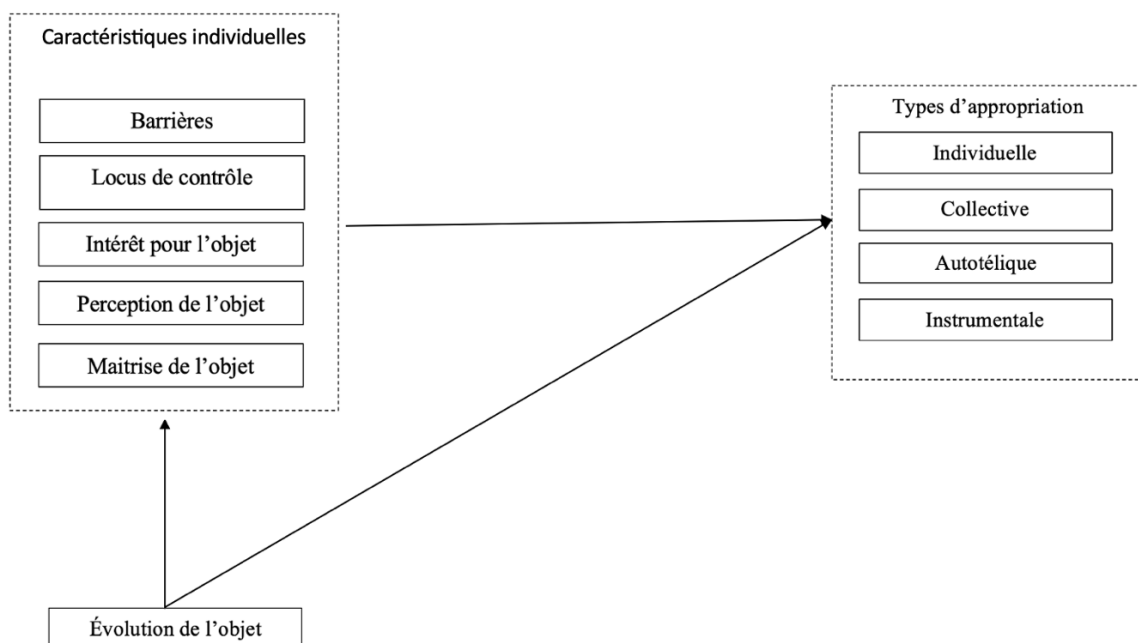 Caractéristiques individuelles
Barrières
Locus de contrôle
Intérêt pour l’objet
Perception de l’objet
Maitrise de l’objet
Types d’appropriation
Individuelle
Collective
Autotélique
Instrumentale
Évolution de l’objet